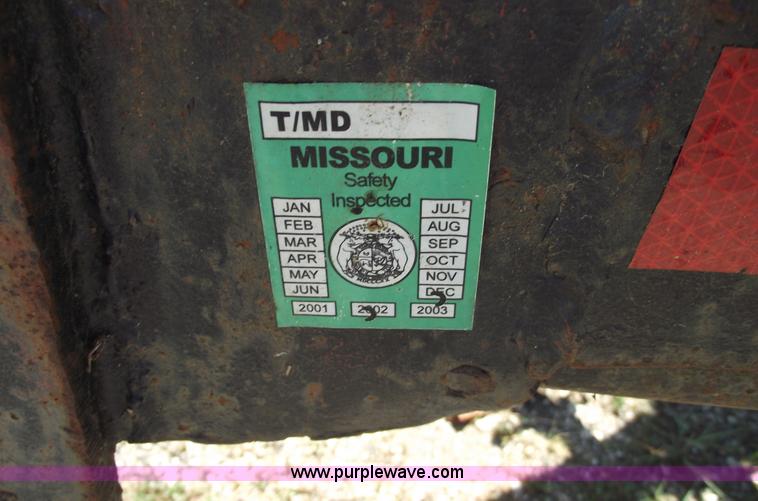 T/MD
MISSOURI
Safety
Inspected
JAN JUL
FEB AUG
MAR SEP
APR OCT
MAY NOV
JUN DEC
2001 2002 2003
www.purplewave.com